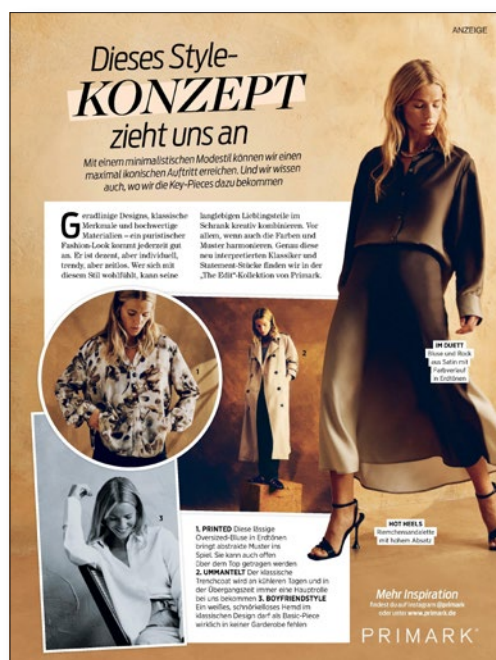 ANZEIGE
Dieses Style-
KONZEPT
zieht uns an
Mit einem minimalistischen Modestil können wir einen
maximal ikonischen Auftritt erreichen. Und wir wissen
auch, wo wir die Key-Pieces dazu bekommen
Geradlinige Designs, klassische
Merkmale und hochwertige
Materialien – ein puristischer
Fashion-Look kommt jederzeit gut
an. Er ist dezent, aber individuell,
trendy, aber zeitlos. Wer sich mit
diesem Stil wohlfühlt, kann seine
langlebigen Lieblingsteile im
Schrank kreativ kombinieren. Vor
allem, wenn auch die Farben und
Muster harmonieren. Genau diese
neu interpretierten Klassiker und
Statement-Stücke finden wir in der
„The Edit“-Kollektion von Primark.
1
2
IM DUETT
Bluse und Rock
aus Satin mit
Farbverlauf
in Erdtönen
3
HOT HEELS
Riemchensandalette
mit hohem Absatz
1. PRINTED Diese lässige
Oversized-Bluse in Erdtönen
bringt abstrakte Muster ins
Spiel. Sie kann auch offen
über dem Top getragen werden
2. UMMANTELT Der klassische
Trenchcoat wird an kühleren Tagen und in
der Übergangszeit immer eine Hauptrolle
bei uns bekommen 3. BOYFRIENDSTYLE
Ein weißes, schnörkelloses Hemd im
klassischen Design darf als Basic-Piece
wirklich in keiner Garderobe fehlen
Mehr Inspiration
findest du auf Instagram @primark
oder unter www.primark.de
PRIMARK